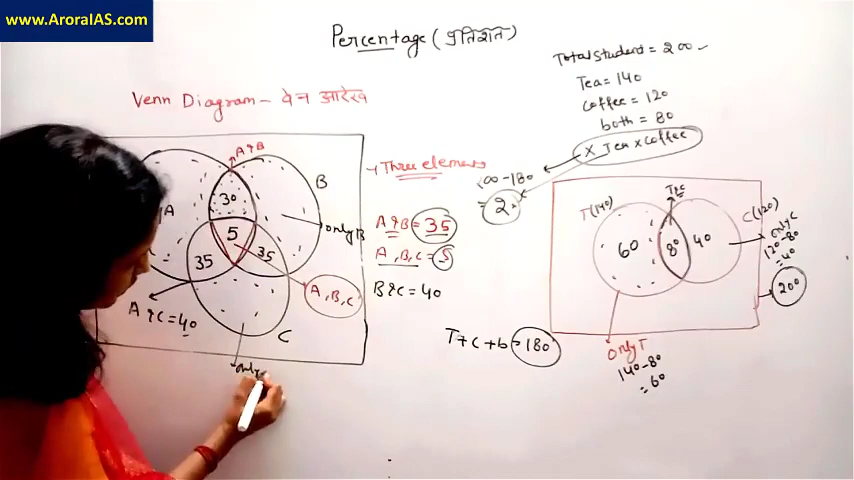 www.AroraIAS.com
Percentage (प्रतिशत)
Total Student = 200
Tea = 140
Coffee = 120
both = 80
X Tea x Coffee
Venn Diagram - वेन आरेख
00-180
= 2
Three elements
A & B = 35
A, B, C = 5
B & C = 40
A & B
A
B
30
5
35
35
only B
A, B, C
A & C = 40
C
only
T + C + b = 180
T(140)
T&C
C(120)
60
80
40
only C
120-80
= 40
200
Only T
140-80
= 60